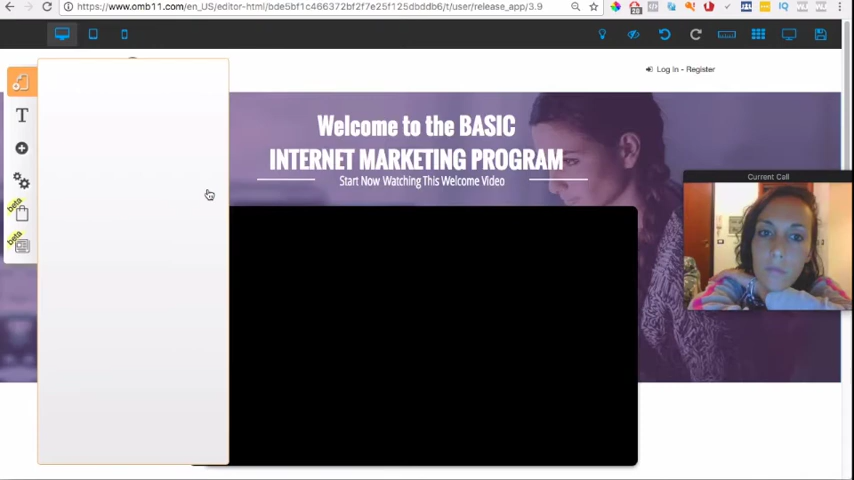 https://www.omb11.com/en_US/editor-html/bde5bf1c466372bf2f7e25f125dbddb6/t/user/release_app/3.9
26
Log In - Register
T
beta
beta
Welcome to the BASIC
INTERNET MARKETING PROGRAM
Start Now Watching This Welcome Video
Current Call